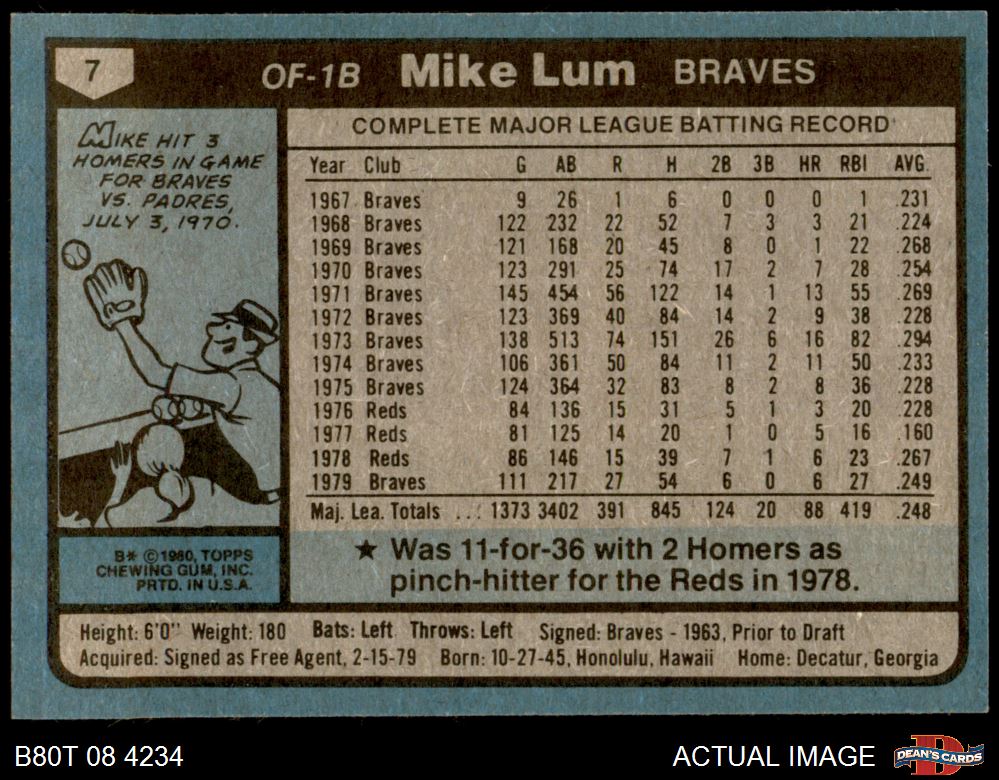 7
OF-1B Mike Lum BRAVES
MIKE HIT 3
HOMERS IN GAME
FOR BRAVES
VS. PADRES,
JULY 3, 1970.
COMPLETE MAJOR LEAGUE BATTING RECORD
Year Club G AB R H 2B 3B HR RBI AVG.
1967 Braves 9 26 1 6 0 0 0 1 .231
1968 Braves 122 232 22 52 7 3 3 21 .224
1969 Braves 121 168 20 45 8 0 1 22 .268
1970 Braves 123 291 25 74 17 2 7 28 .254
1971 Braves 145 454 56 122 14 1 13 55 .269
1972 Braves 123 369 40 84 14 2 9 38 .228
1973 Braves 138 513 74 151 26 6 16 82 .294
1974 Braves 106 361 50 84 11 2 11 50 .233
1975 Braves 124 364 32 83 8 2 8 36 .228
1976 Reds 84 136 15 31 5 1 3 20 .228
1977 Reds 81 125 14 20 1 0 5 16 .160
1978 Reds 86 146 15 39 7 1 6 23 .267
1979 Braves 111 217 27 54 6 0 6 27 .249
Maj. Lea. Totals ...: 1373 3402 391 845 124 20 88 419 .248
★ Was 11-for-36 with 2 Homers as
pinch-hitter for the Reds in 1978.
B* ©1980, TOPPS
CHEWING GUM, INC.
PRTD. IN U.S.A.
Height: 6'0" Weight: 180 Bats: Left Throws: Left Signed: Braves - 1963, Prior to Draft
Acquired: Signed as Free Agent, 2-15-79 Born: 10-27-45, Honolulu, Hawaii Home: Decatur, Georgia
B80T 08 4234
ACTUAL IMAGE
D
DEAN'S CARDS